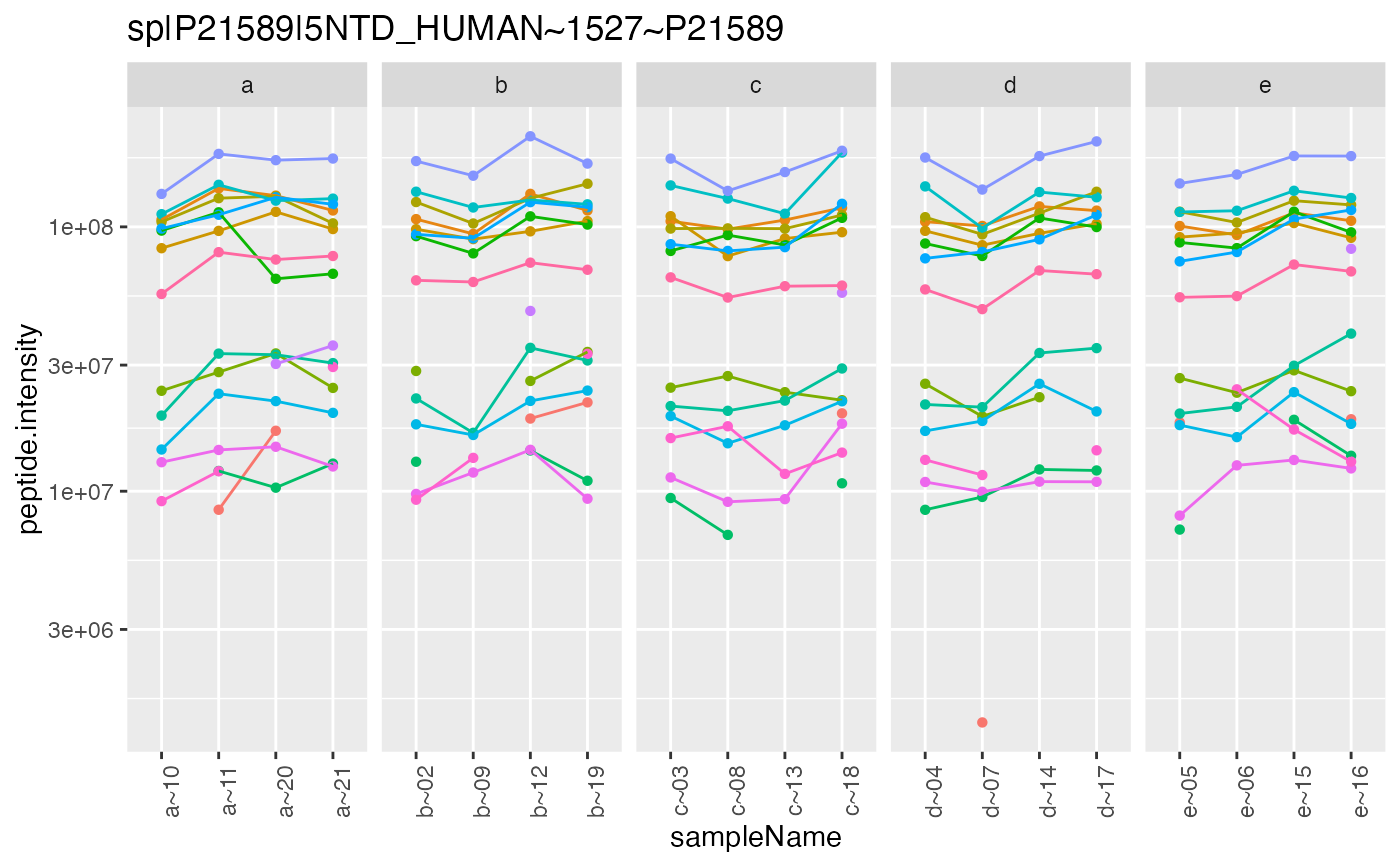 sp|P21589|5NTD_HUMAN~1527~P21589
a b c d e
1e+08
3e+07
1e+07
3e+06
peptide.intensity
a~10 a~11 a~20 a~21 b~02 b~09 b~12 b~19 c~03 c~08 c~13 c~18 d~04 d~07 d~14 d~17 e~05 e~06 e~15 e~16
sampleName